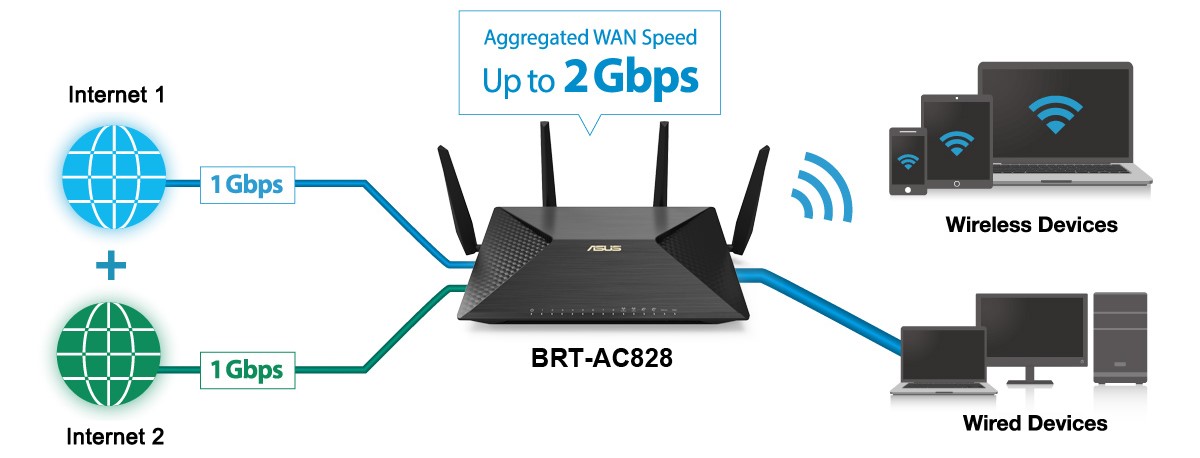 Aggregated WAN Speed
Up to 2 Gbps
Internet 1
1 Gbps
+
Internet 2
1 Gbps
ASUS
BRT-AC828
Wireless Devices
Wired Devices